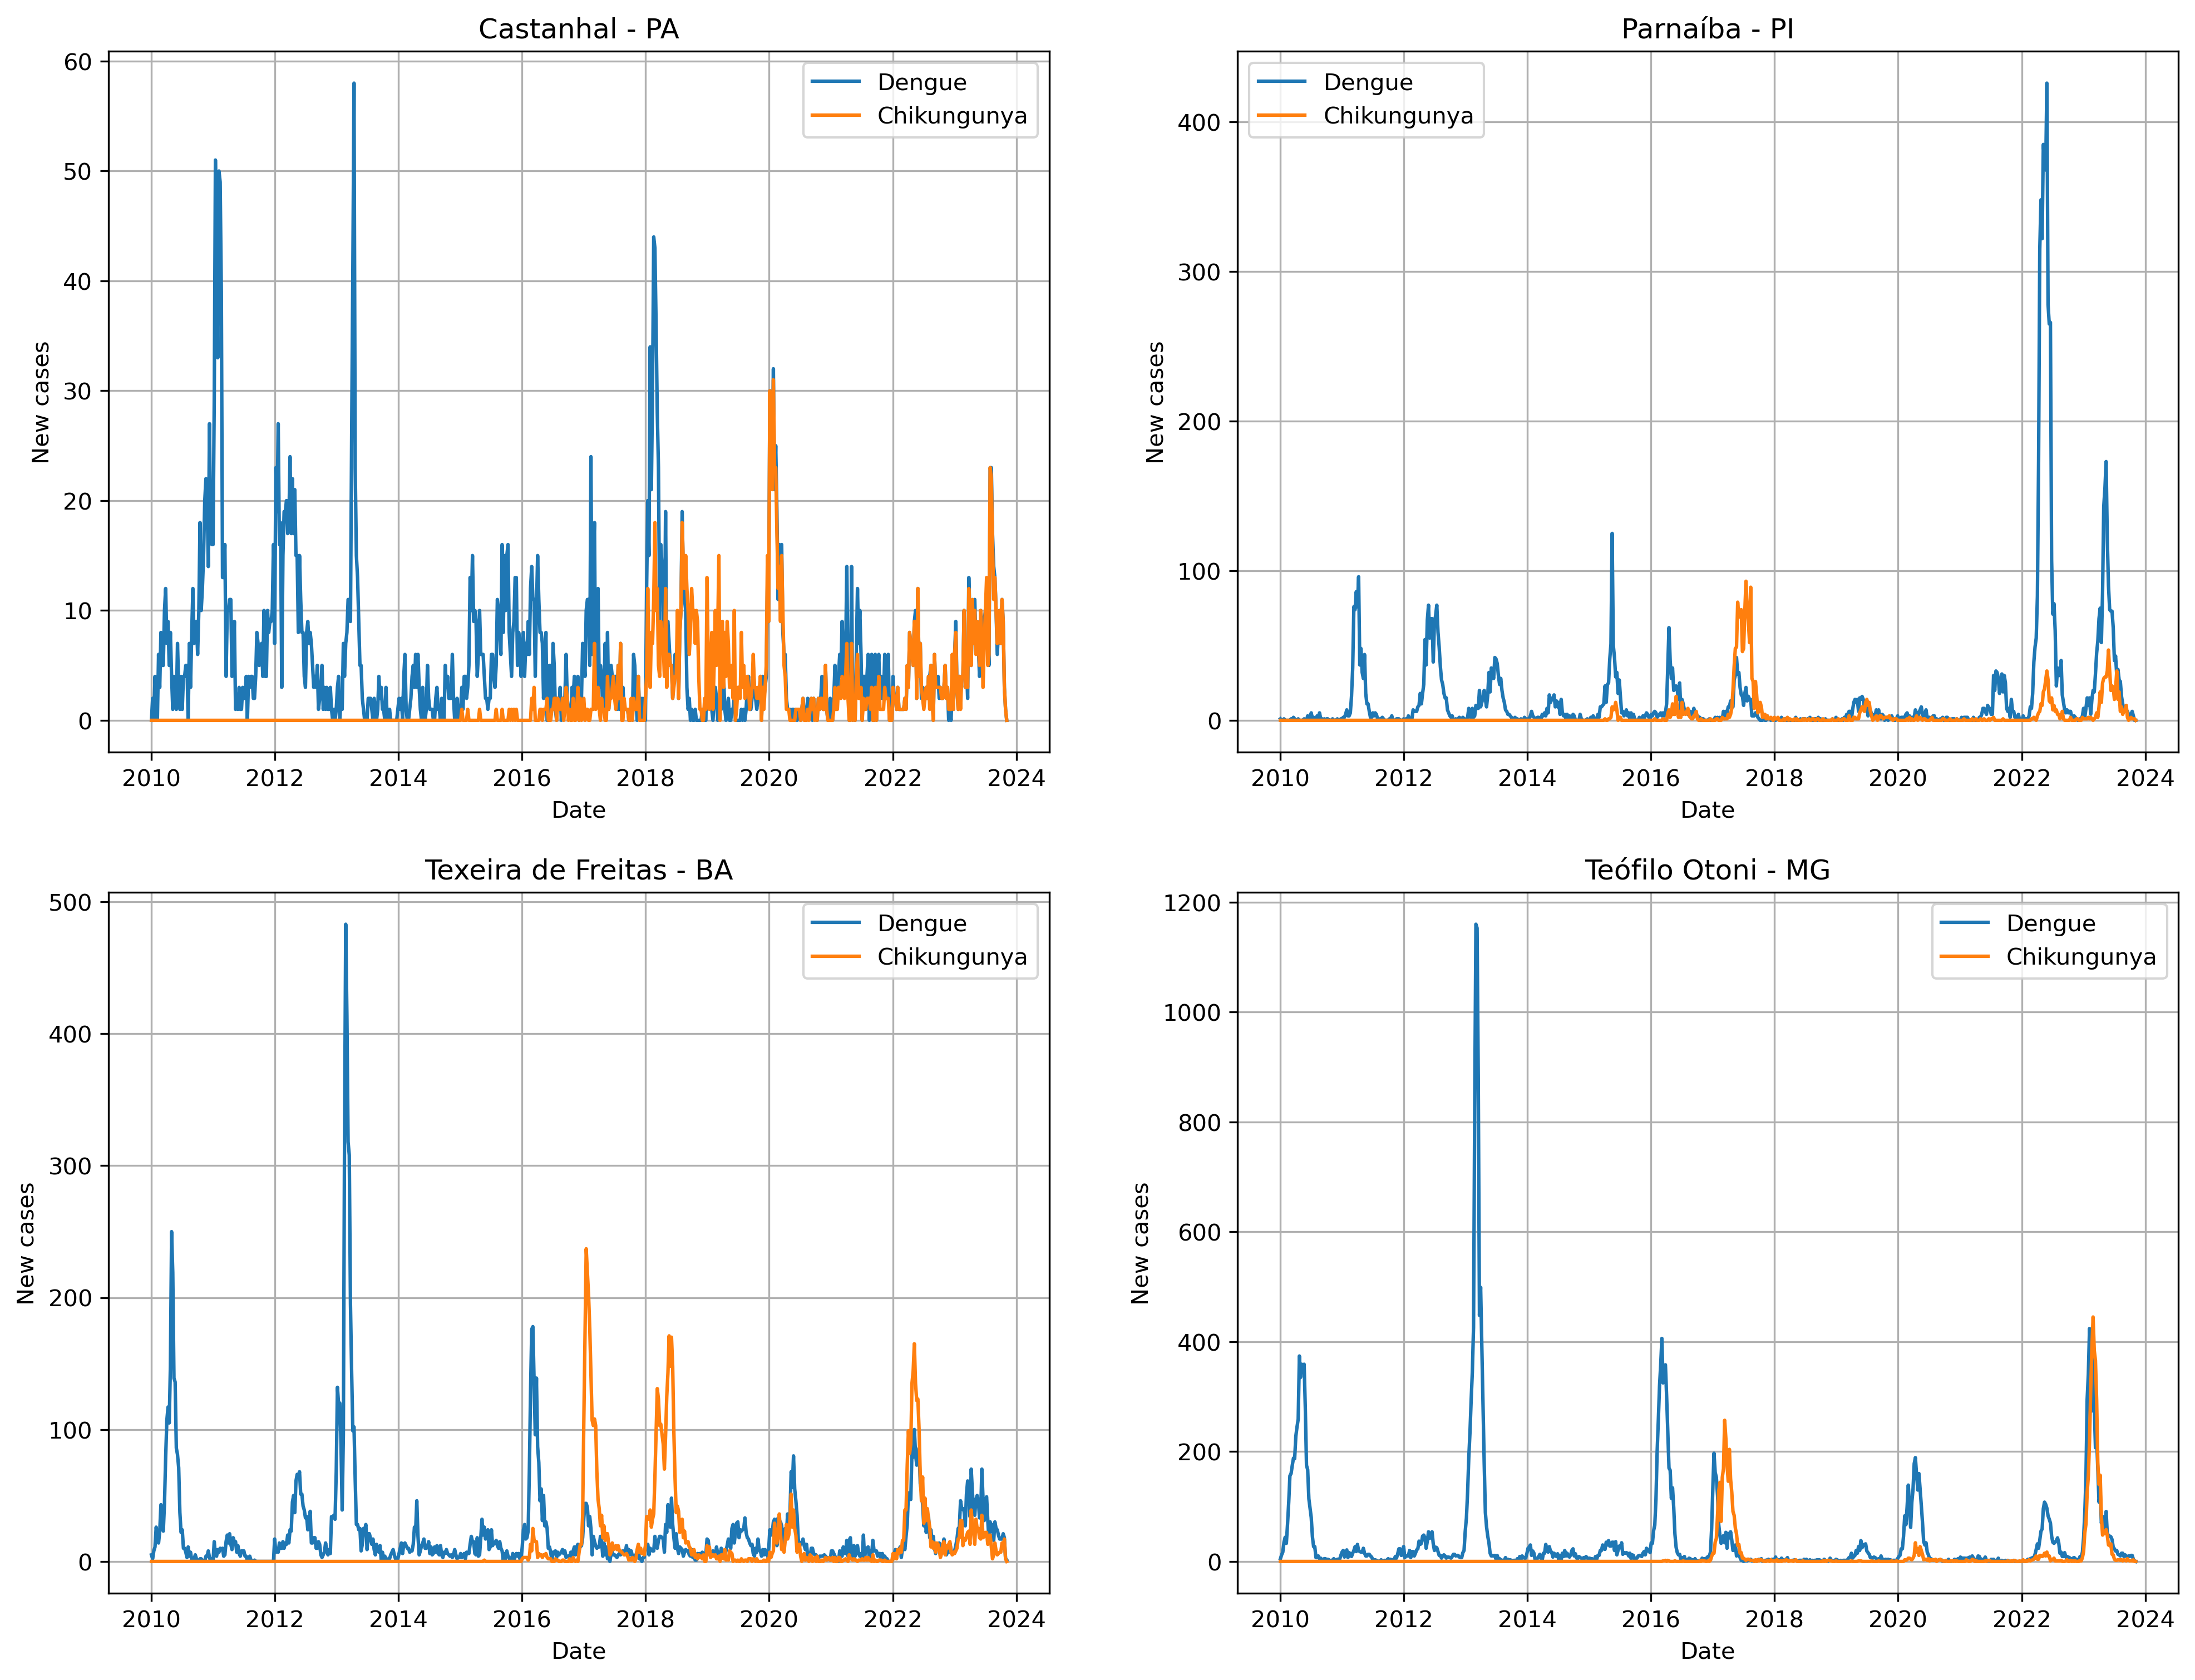 Castanhal - PA
60
50
40
30
20
10
0
New cases
Dengue
Chikungunya
2010 2012 2014 2016 2018 2020 2022 2024
Date
Parnaíba - PI
400
300
200
100
0
New cases
Dengue
Chikungunya
2010 2012 2014 2016 2018 2020 2022 2024
Date
Texeira de Freitas - BA
500
400
300
200
100
0
New cases
Dengue
Chikungunya
2010 2012 2014 2016 2018 2020 2022 2024
Date
Teófilo Otoni - MG
1200
1000
800
600
400
200
0
New cases
Dengue
Chikungunya
2010 2012 2014 2016 2018 2020 2022 2024
Date